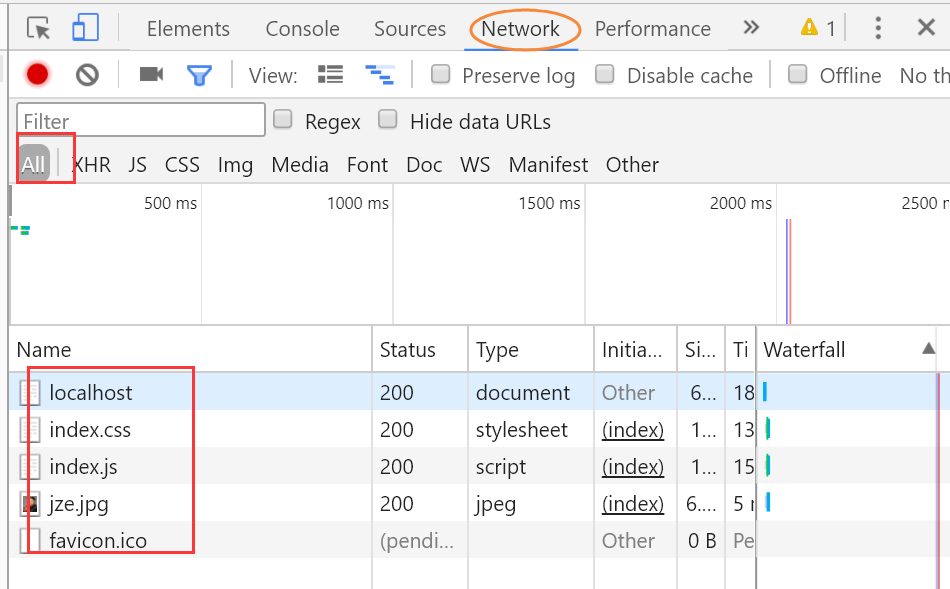 Elements Console Sources Network Performance » 1
View: Preserve log Disable cache Offline No th
Filter Regex Hide data URLs
All XHR JS CSS Img Media Font Doc WS Manifest Other
500 ms 1000 ms 1500 ms 2000 ms 2500 m
Name Status Type Initia... Si... Ti Waterfall
localhost 200 document Other 6... 18
index.css 200 stylesheet (index) 1... 13
index.js 200 script (index) 1... 15
jze.jpg 200 jpeg (index) 6.... 5 r
favicon.ico (pendi... Other 0 B Pe